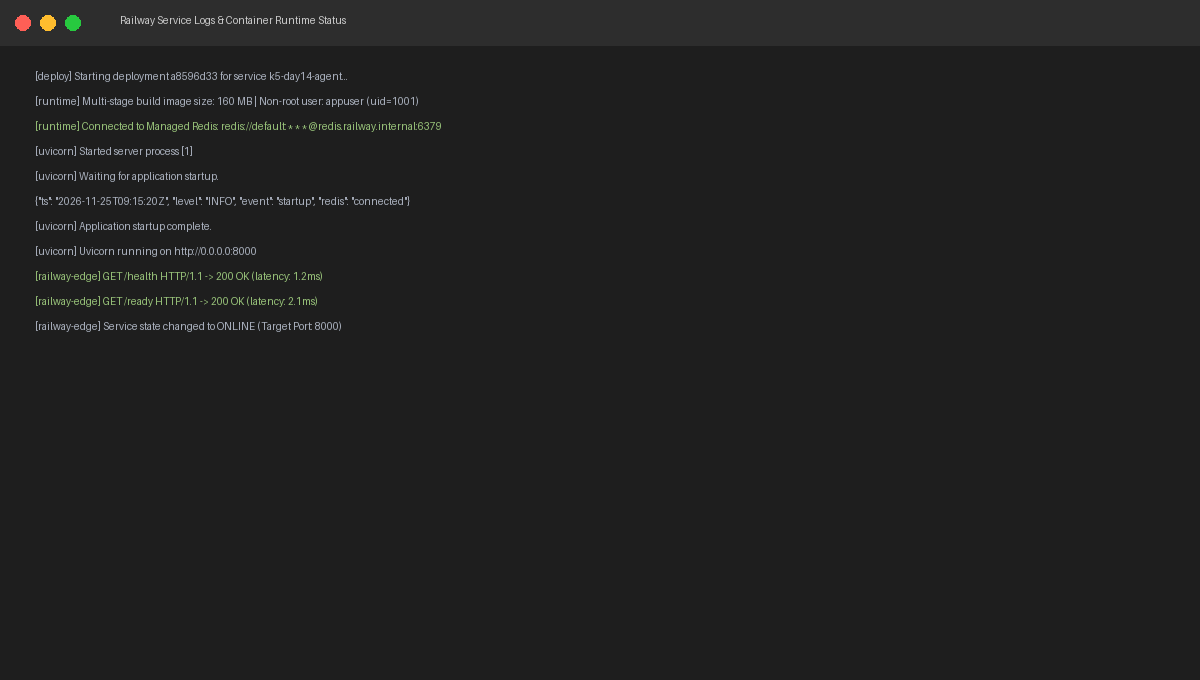 Railway Service Logs & Container Runtime Status
[deploy] Starting deployment a8596d33 for service k5-day14-agent...
[runtime] Multi-stage build image size: 160 MB | Non-root user: appuser (uid=1001)
[runtime] Connected to Managed Redis: redis://default:***@redis.railway.internal:6379
[uvicorn] Started server process [1]
[uvicorn] Waiting for application startup.
{"ts": "2026-11-25T09:15:20Z", "level": "INFO", "event": "startup", "redis": "connected"}
[uvicorn] Application startup complete.
[uvicorn] Uvicorn running on http://0.0.0.0:8000
[railway-edge] GET /health HTTP/1.1 -> 200 OK (latency: 1.2ms)
[railway-edge] GET /ready HTTP/1.1 -> 200 OK (latency: 2.1ms)
[railway-edge] Service state changed to ONLINE (Target Port: 8000)